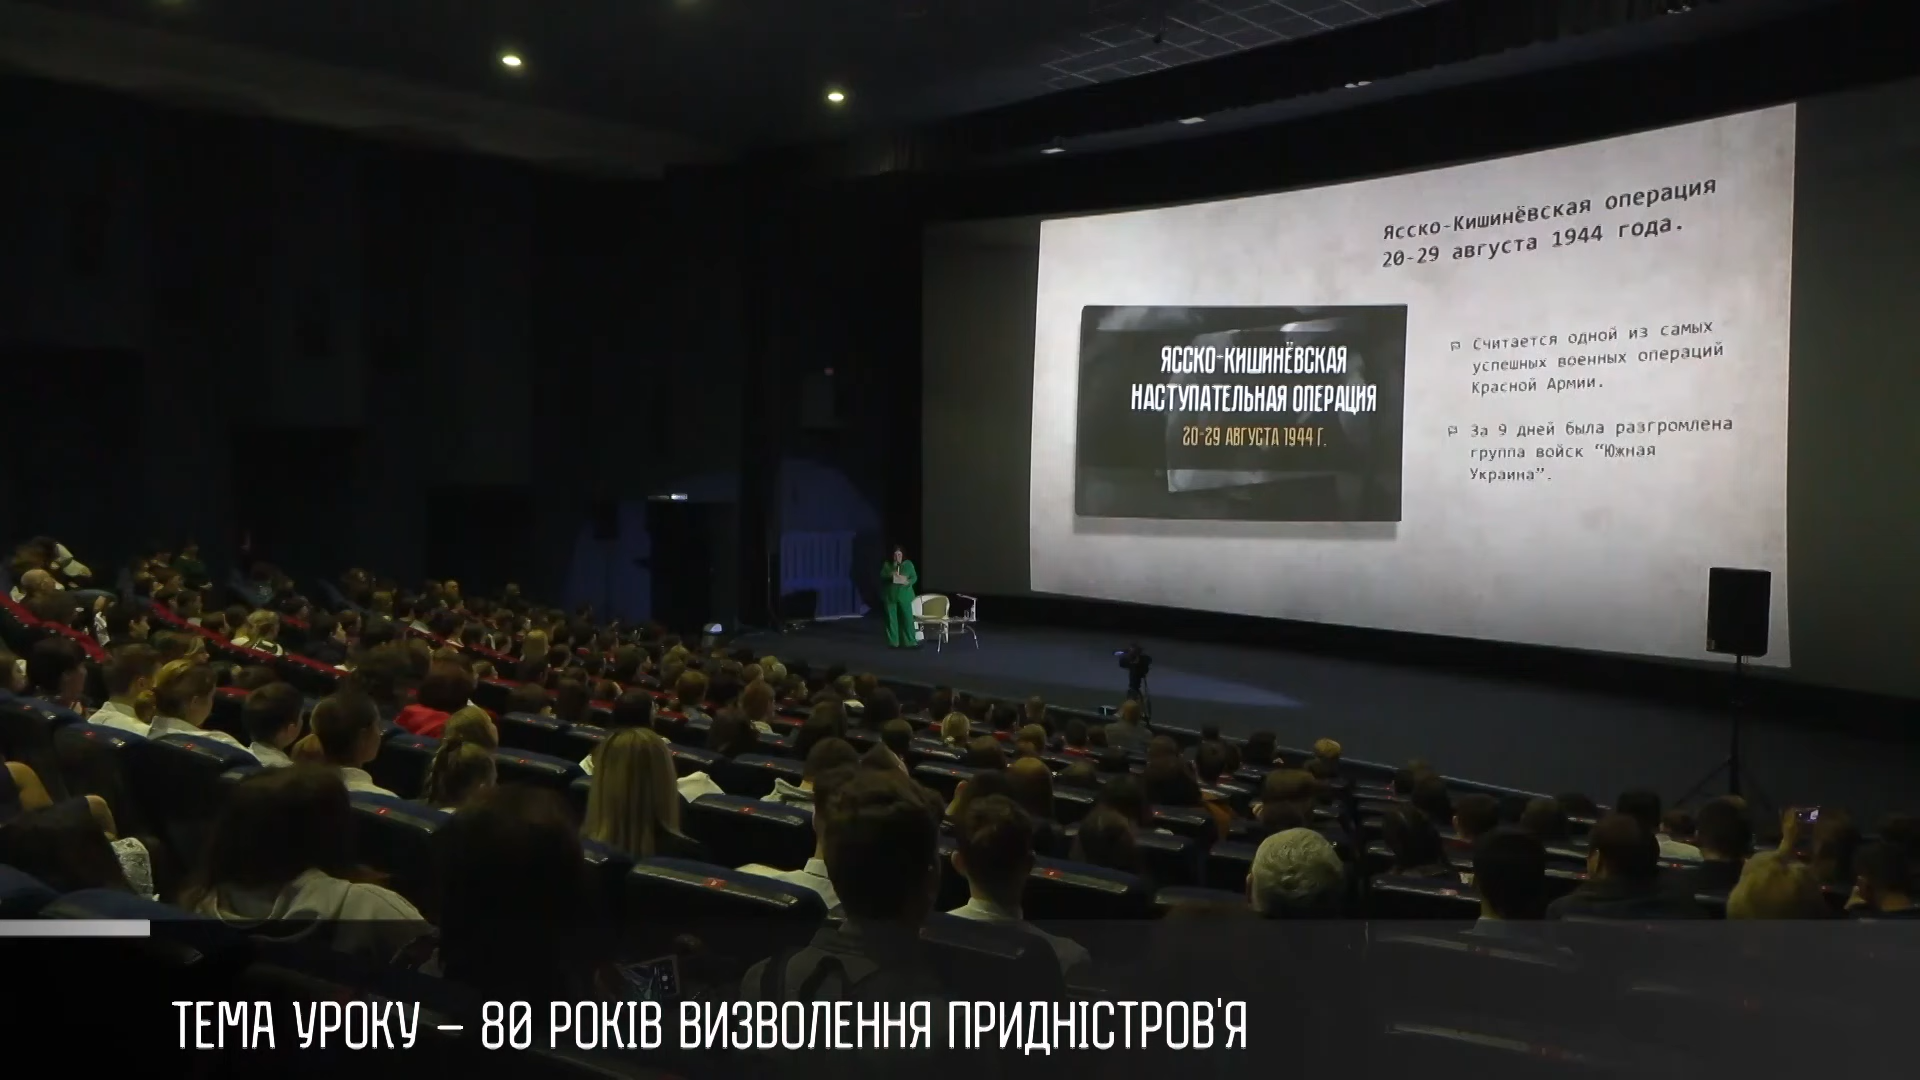 Ясско-Кишинёвская операция
20-29 августа 1944 года.
ЯССКО-КИШИНЁВСКАЯ
НАСТУПАТЕЛЬНАЯ ОПЕРАЦИЯ
20-29 АВГУСТА 1944 Г.
Считается одной из самых
успешных военных операций
Красной Армии.
За 9 дней была разгромлена
группа войск “Южная
Украина”.
ТЕМА УРОКУ – 80 РОКІВ ВИЗВОЛЕННЯ ПРИДНІСТРОВ'Я